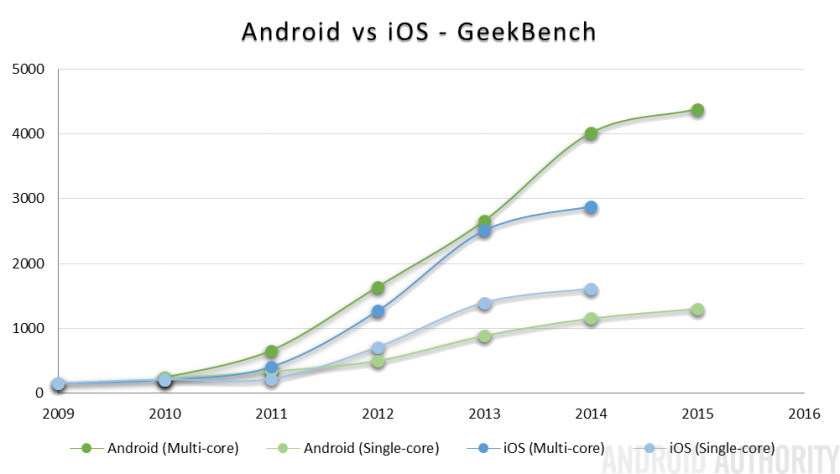 Android vs iOS - GeekBench
5000
4000
3000
2000
1000
0
2009 2010 2011 2012 2013 2014 2015 2016
Android (Multi-core) Android (Single-core) iOS (Multi-core) iOS (Single-core)
ANDROID AUTHORITY